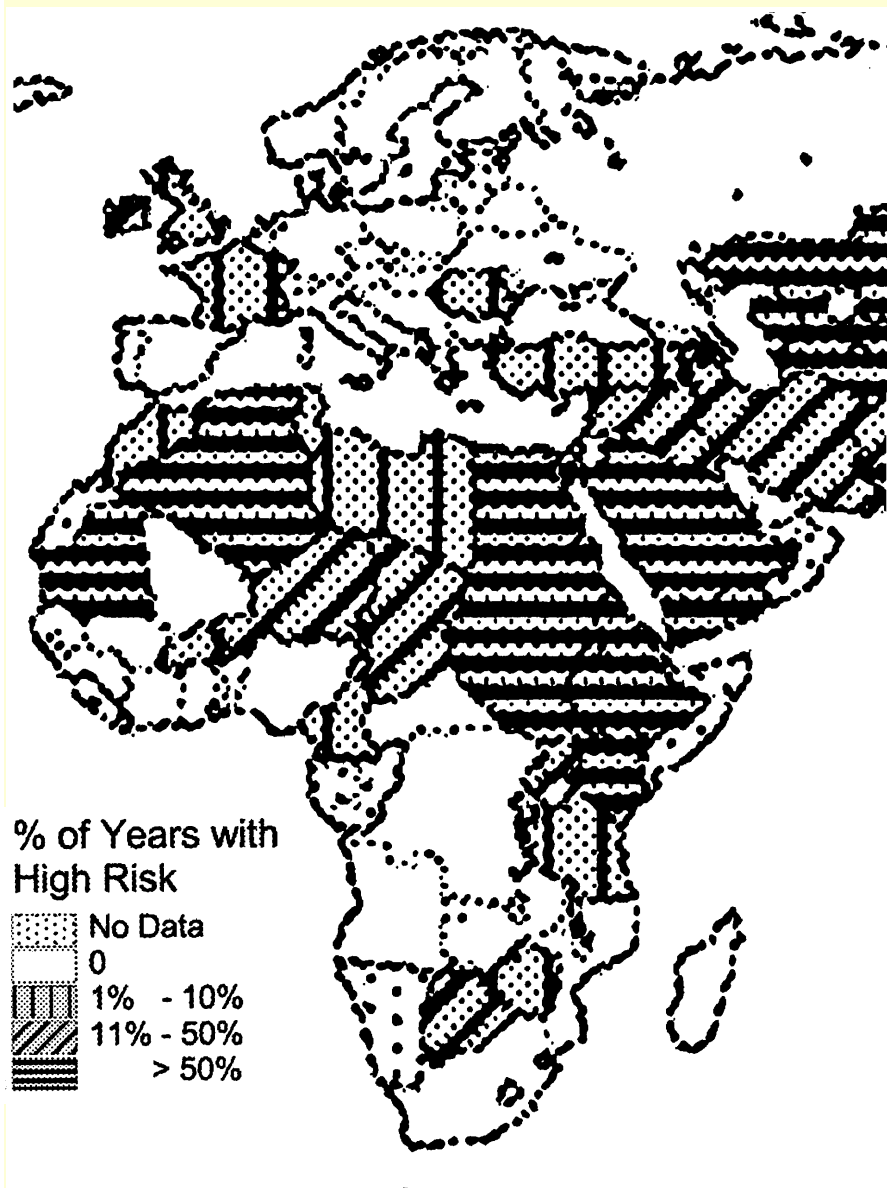 % of Years with
High Risk
No Data
0
1% - 10%
11% - 50%
> 50%